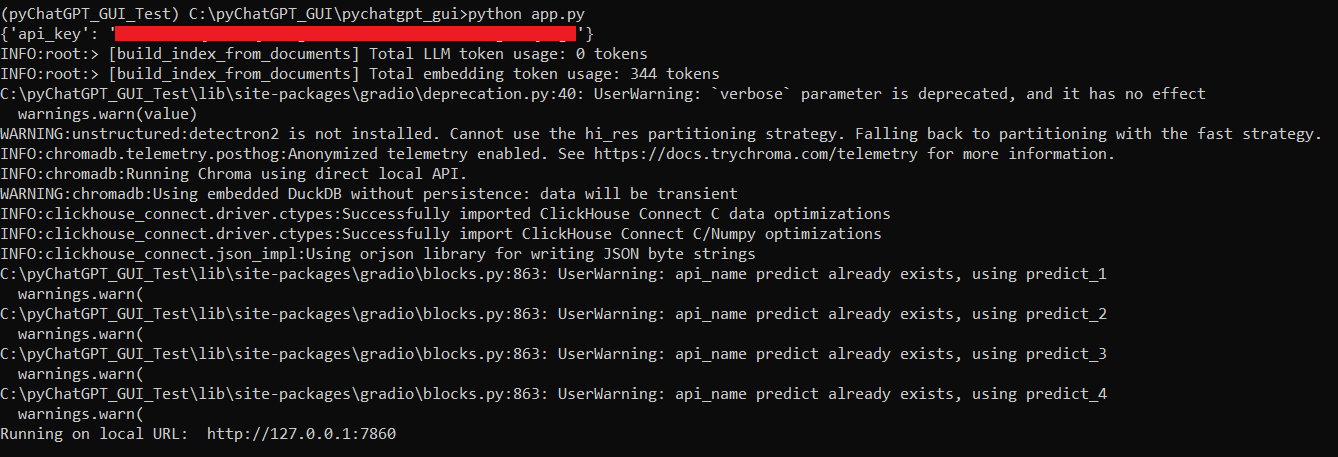 (pyChatGPT_GUI_Test) C:\pyChatGPT_GUI\pychatgpt_gui>python app.py
{'api_key': ' '}
INFO:root:> [build_index_from_documents] Total LLM token usage: 0 tokens
INFO:root:> [build_index_from_documents] Total embedding token usage: 344 tokens
C:\pyChatGPT_GUI_Test\lib\site-packages\gradio\deprecation.py:40: UserWarning: `verbose` parameter is deprecated, and it has no effect
  warnings.warn(value)
WARNING:unstructured:detectron2 is not installed. Cannot use the hi_res partitioning strategy. Falling back to partitioning with the fast strategy.
INFO:chromadb.telemetry.posthog:Anonymized telemetry enabled. See https://docs.trychroma.com/telemetry for more information.
INFO:chromadb:Running Chroma using direct local API.
WARNING:chromadb:Using embedded DuckDB without persistence: data will be transient
INFO:clickhouse_connect.driver.ctypes:Successfully imported ClickHouse Connect C data optimizations
INFO:clickhouse_connect.driver.ctypes:Successfully import ClickHouse Connect C/Numpy optimizations
INFO:clickhouse_connect.json_impl:Using orjson library for writing JSON byte strings
C:\pyChatGPT_GUI_Test\lib\site-packages\gradio\blocks.py:863: UserWarning: api_name predict already exists, using predict_1
  warnings.warn(
C:\pyChatGPT_GUI_Test\lib\site-packages\gradio\blocks.py:863: UserWarning: api_name predict already exists, using predict_2
  warnings.warn(
C:\pyChatGPT_GUI_Test\lib\site-packages\gradio\blocks.py:863: UserWarning: api_name predict already exists, using predict_3
  warnings.warn(
C:\pyChatGPT_GUI_Test\lib\site-packages\gradio\blocks.py:863: UserWarning: api_name predict already exists, using predict_4
  warnings.warn(
Running on local URL:  http://127.0.0.1:7860